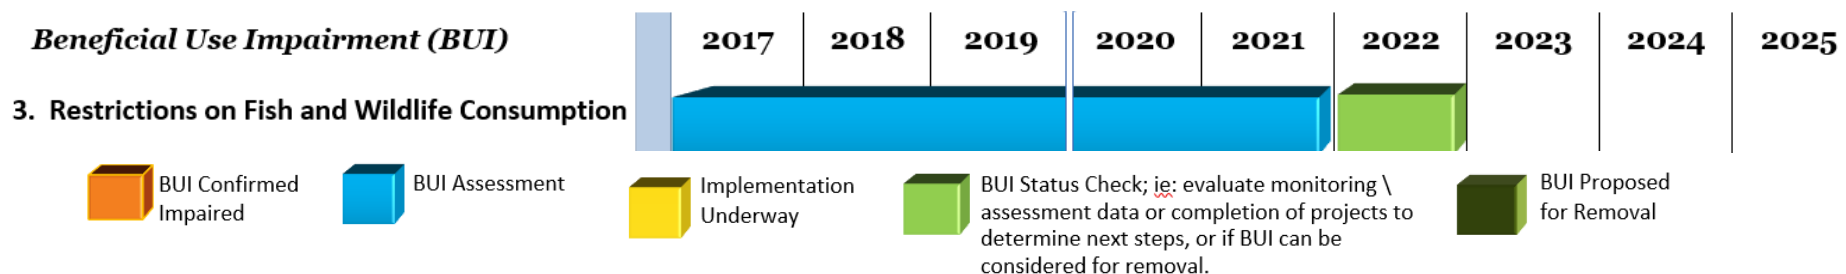 Beneficial Use Impairment (BUI)
2017 2018 2019 2020 2021 2022 2023 2024 2025
3. Restrictions on Fish and Wildlife Consumption
BUI Confirmed
Impaired
BUI Assessment
Implementation
Underway
BUI Status Check; ie: evaluate monitoring \
assessment data or completion of projects to
determine next steps, or if BUI can be
considered for removal.
BUI Proposed
for Removal